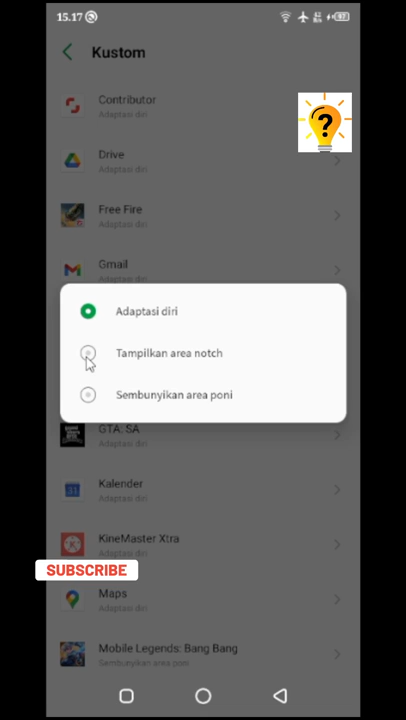 15.17
97
Kustom
Contributor
Adaptasi diri
?
Drive
Adaptasi diri
Free Fire
Adaptasi diri
Gmail
Adaptasi diri
Adaptasi diri
Tampilkan area notch
Sembunyikan area poni
GTA: SA
Adaptasi diri
Kalender
Adaptasi diri
KineMaster Xtra
Adaptasi diri
SUBSCRIBE
Maps
Adaptasi diri
Mobile Legends: Bang Bang
Sembunyikan area poni